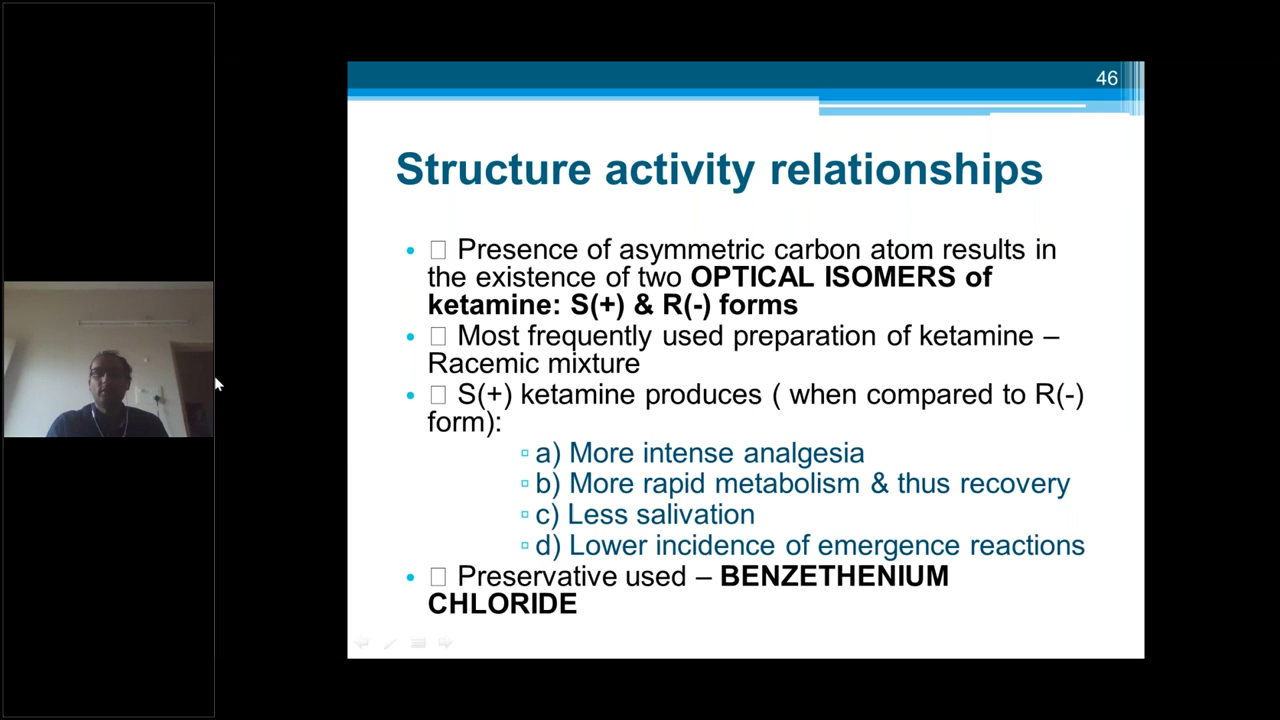 46
Structure activity relationships
• □ Presence of asymmetric carbon atom results in
the existence of two OPTICAL ISOMERS of
ketamine: S(+) & R(-) forms
• □ Most frequently used preparation of ketamine –
Racemic mixture
• □ S(+) ketamine produces ( when compared to R(-)
form):
▫ a) More intense analgesia
▫ b) More rapid metabolism & thus recovery
▫ c) Less salivation
▫ d) Lower incidence of emergence reactions
• □ Preservative used – BENZETHENIUM
CHLORIDE